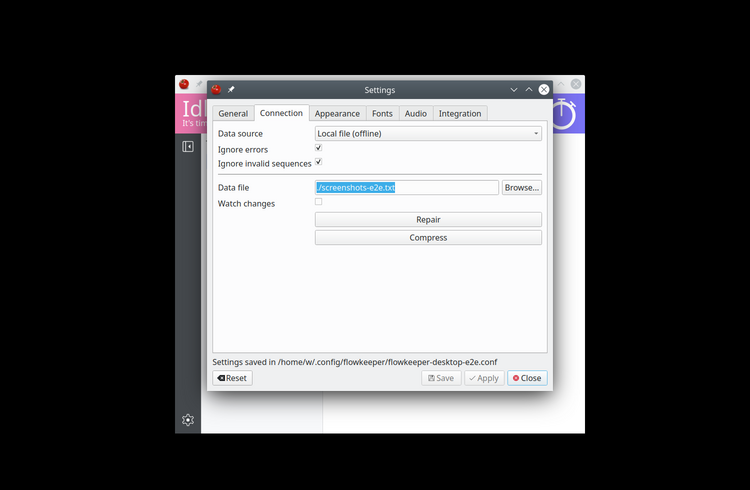 Settings
Idl
It's tim
General Connection Appearance Fonts Audio Integration
Data source Local file (offline)
Ignore errors
Ignore invalid sequences
Data file ./screenshots-e2e.txt Browse...
Watch changes
Repair
Compress
Settings saved in /home/w/.config/flowkeeper/flowkeeper-desktop-e2e.conf
Reset Save Apply Close